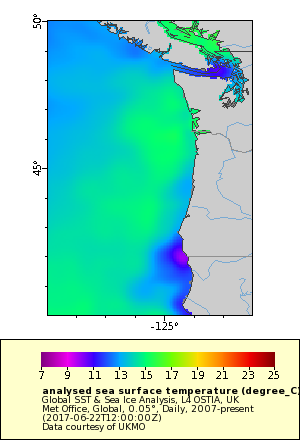 50°
45°
-125°
7 9 11 13 15 17 19 21 23 25
analysed sea surface temperature (degree_C)
Global SST & Sea Ice Analysis, L4 OSTIA, UK
Met Office, Global, 0.05°, Daily, 2007-present
(2017-06-22T12:00:00Z)
Data courtesy of UKMO